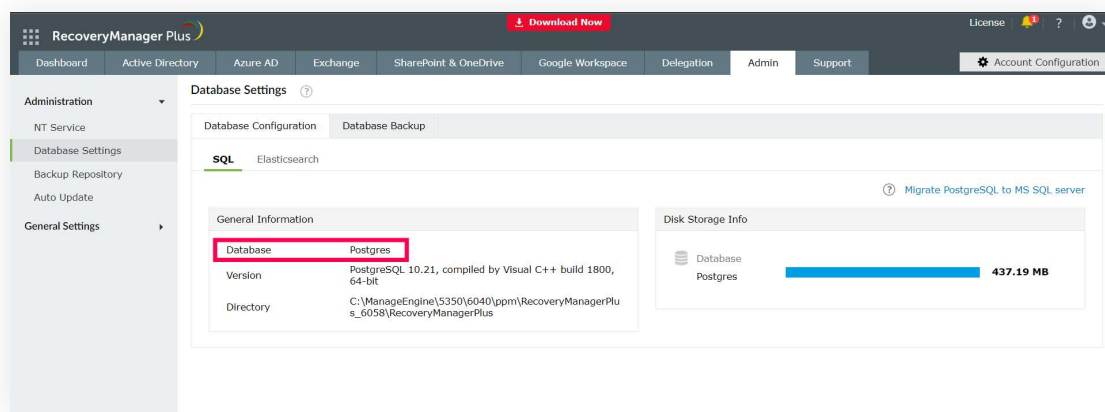 Download Now
License
1
?
RecoveryManager Plus
Dashboard
Active Directory
Azure AD
Exchange
SharePoint & OneDrive
Google Workspace
Delegation
Admin
Support
Account Configuration
Administration
NT Service
Database Settings
Backup Repository
Auto Update
General Settings
Database Settings ?
Database Configuration
Database Backup
SQL
Elasticsearch
? Migrate PostgreSQL to MS SQL server
General Information
Database Postgres
Version PostgreSQL 10.21, compiled by Visual C++ build 1800,
64-bit
Directory C:\ManageEngine\5350\6040\ppm\RecoveryManagerPlu
s_6058\RecoveryManagerPlus
Disk Storage Info
Database
Postgres
437.19 MB